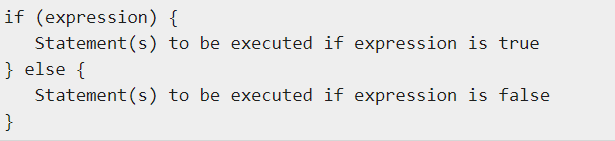 if (expression) {
   Statement(s) to be executed if expression is true
} else {
   Statement(s) to be executed if expression is false
}